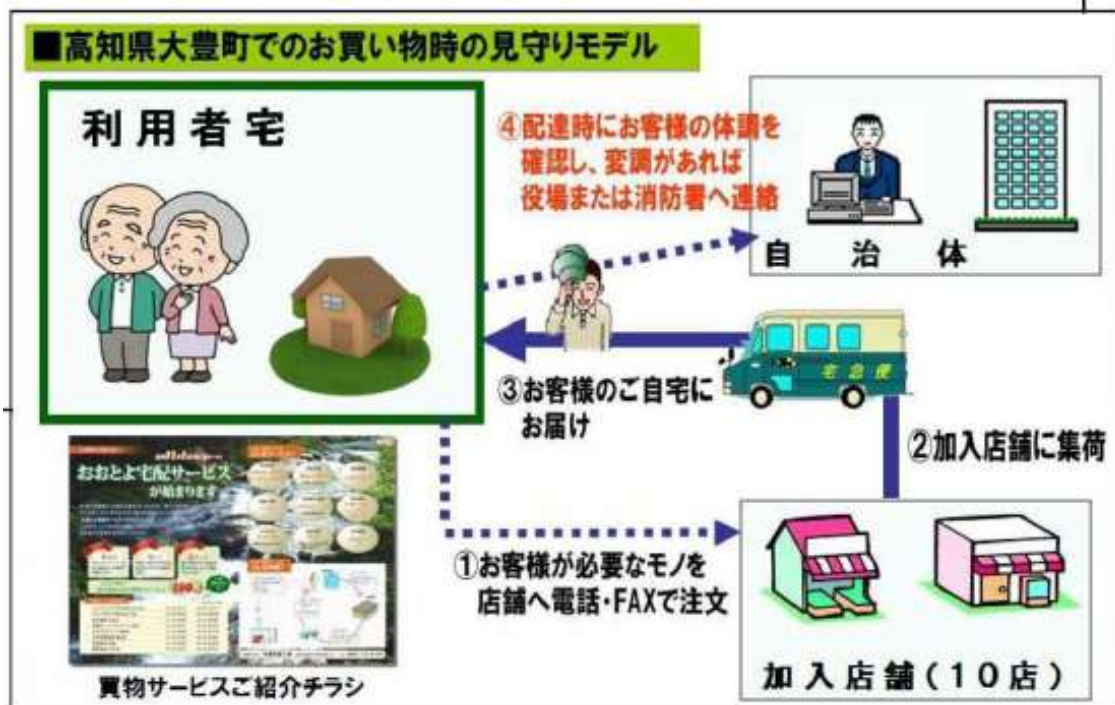 ■高知県大豊町でのお買い物時の見守りモデル
利用者宅
④配達時にお客様の体調を
確認し、変調があれば
役場または消防署へ連絡
自治体
宅急便
③お客様のご自宅に
お届け
②加入店舗に集荷
おおとよ宅配サービス
が始まります
①お客様が必要なモノを
店舗へ電話・FAXで注文
買物サービスご紹介チラシ
加入店舗(10店)